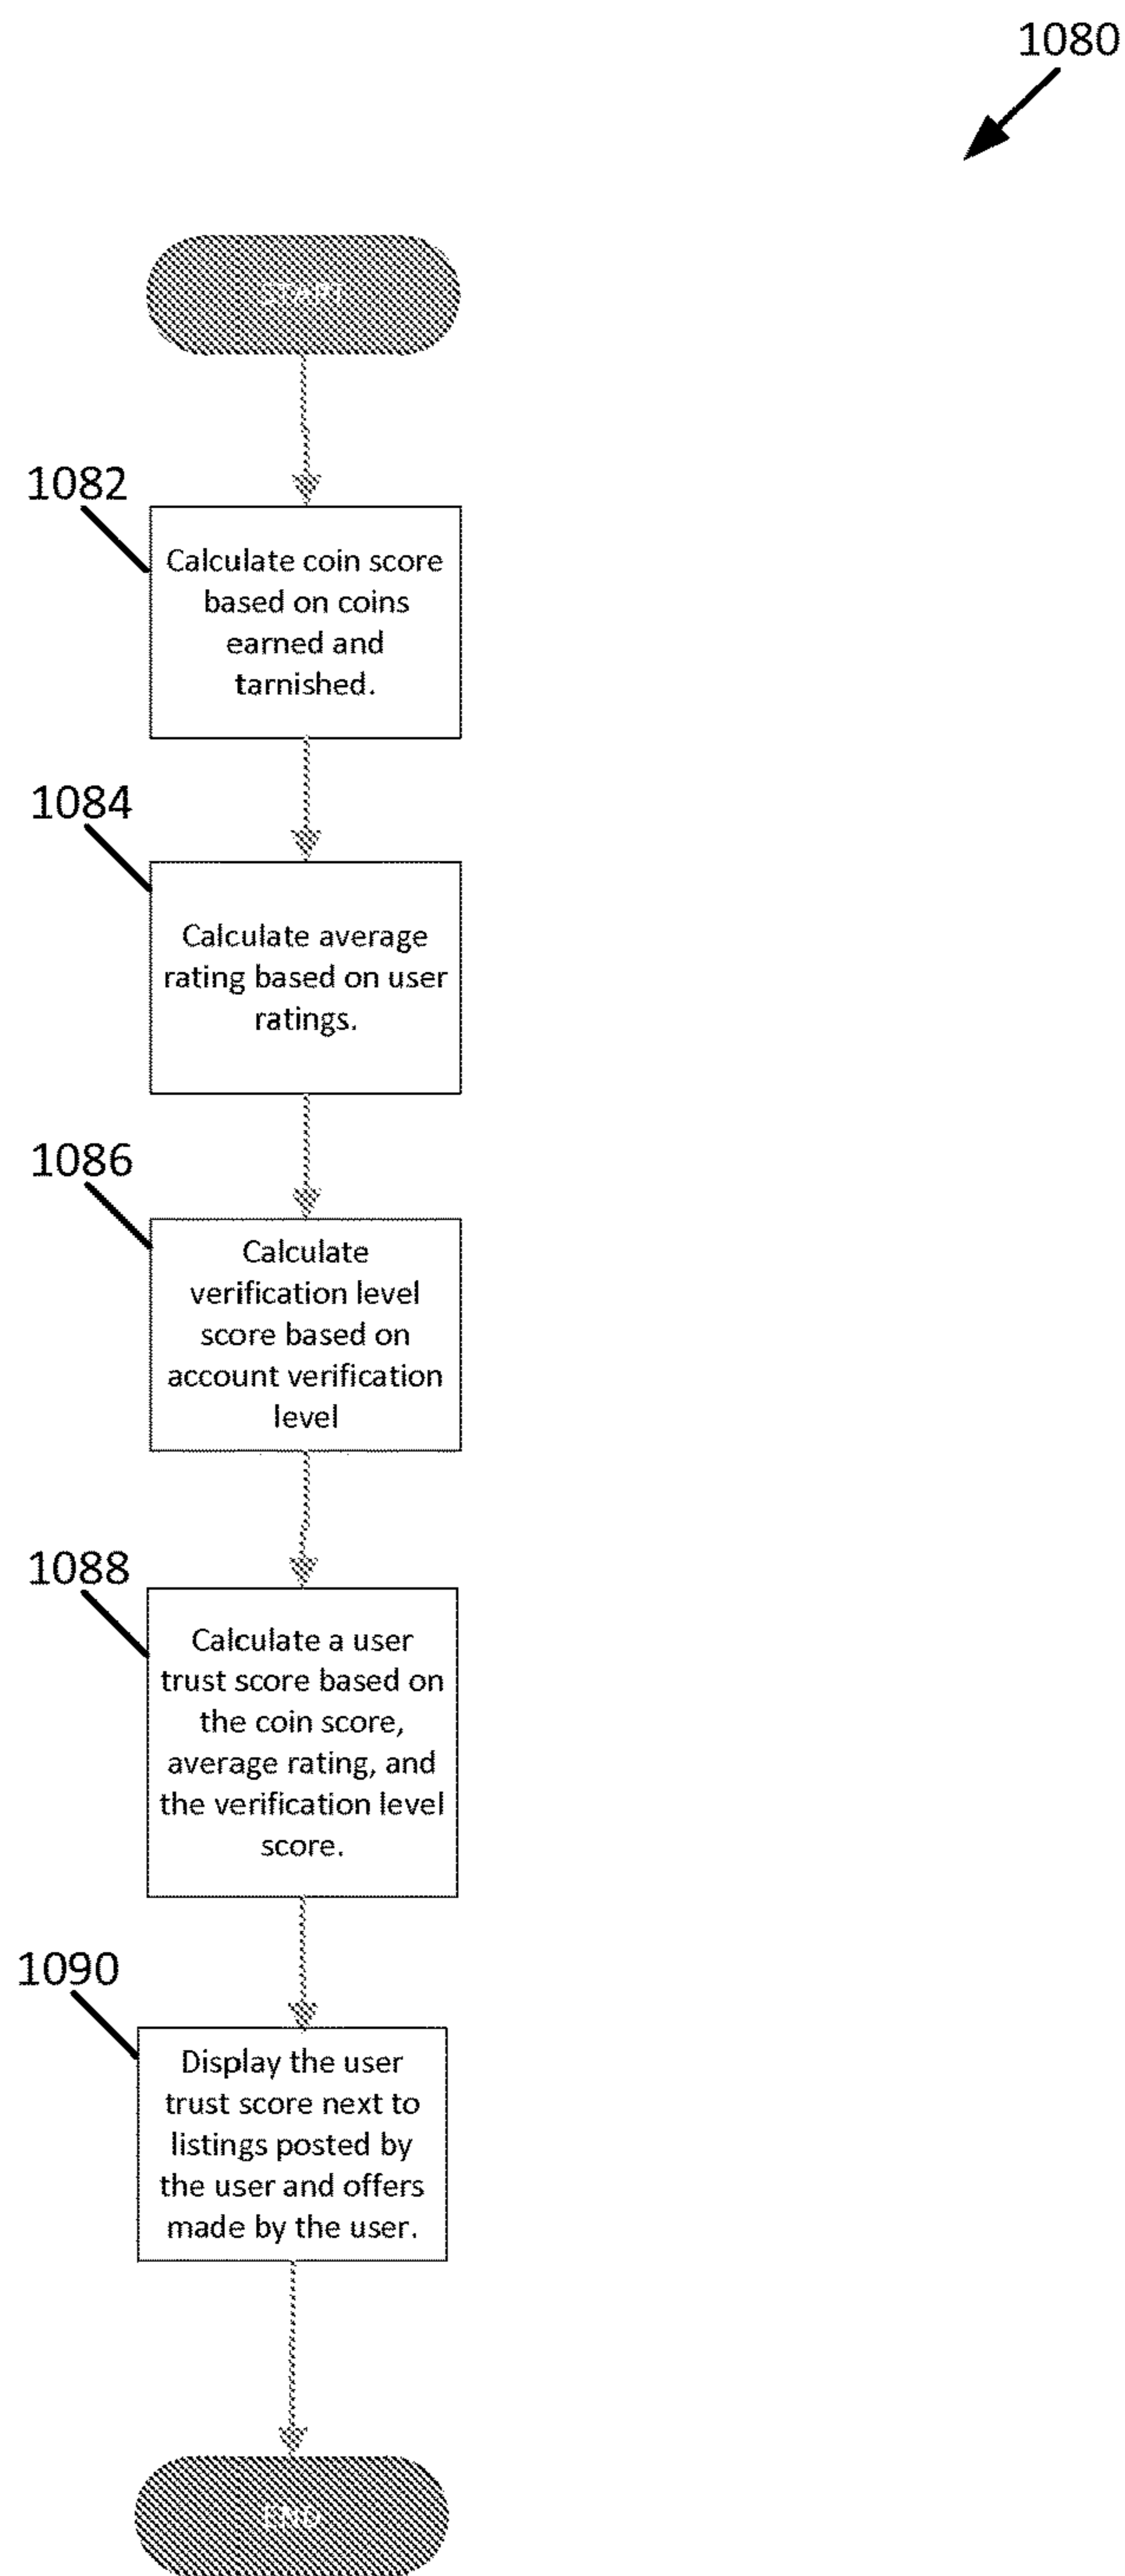 1080
START
1082
Calculate coin score
based on coins
earned and
tarnished.
1084
Calculate average
rating based on user
ratings.
1086
Calculate
verification level
score based on
account verification
level
1088
Calculate a user
trust score based on
the coin score,
average rating, and
the verification level
score.
1090
Display the user
trust score next to
listings posted by
the user and offers
made by the user.
END